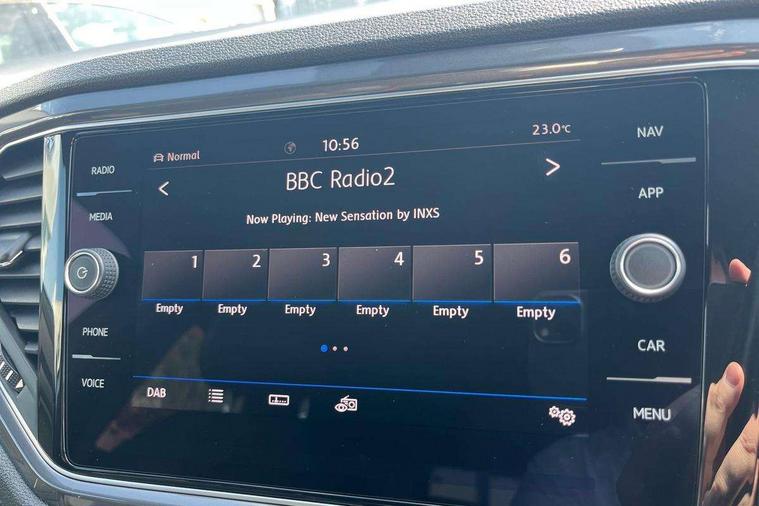 RADIO
MEDIA
PHONE
VOICE
Normal
10:56
23.0°C
< BBC Radio2 >
Now Playing: New Sensation by INXS
1 2 3 4 5 6
Empty Empty Empty Empty Empty Empty
DAB
NAV
APP
CAR
MENU